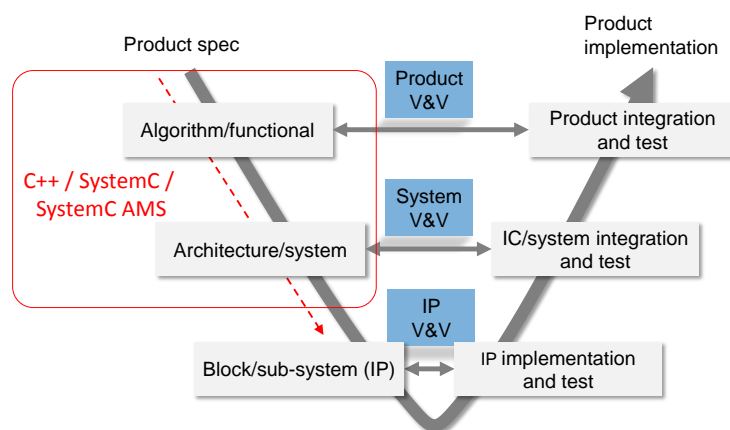 Product spec
Product
implementation
Product
V&V
Algorithm/functional
Product integration
and test
C++ / SystemC /
SystemC AMS
System
V&V
Architecture/system
IC/system integration
and test
IP
V&V
Block/sub-system (IP)
IP implementation
and test